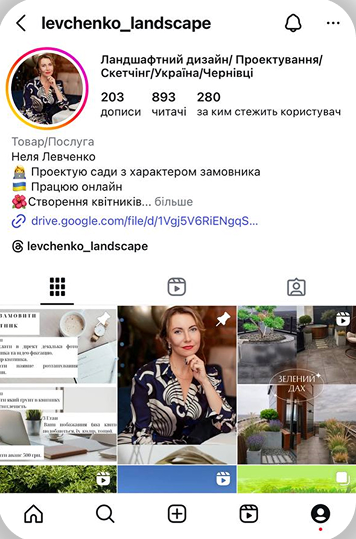 levchenko_landscape
Ландшафтний дизайн/ Проектування/
Скетчінг/Україна/Чернівці
203 893 280
дописи читачі за ким стежить користувач
Товар/Послуга
Неля Левченко
Проектую сади з характером замовника
Працюю онлайн
Створення квітників... більше
drive.google.com/file/d/1Vgj5V6RiENgqS...
levchenko_landscape
ЗАМОВИТИ
ЗЕЛЕНИЙ
ДАХ